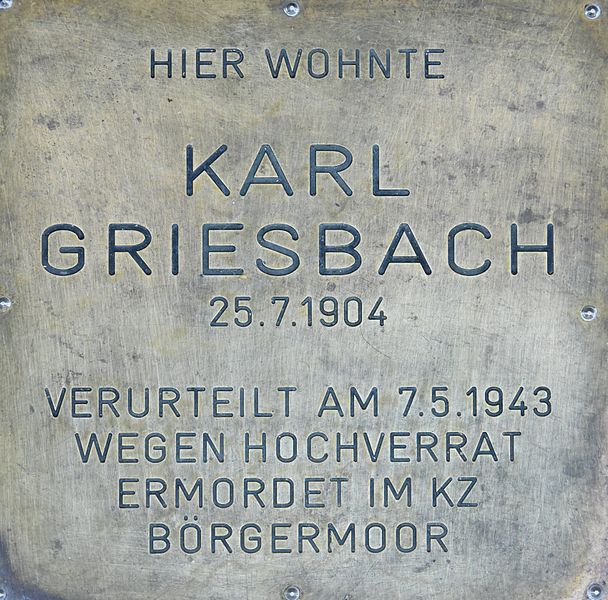 HIER WOHNTE
KARL
GRIESBACH
25.7.1904
VERURTEILT AM 7.5.1943
WEGEN HOCHVERRAT
ERMORDET IM KZ
BÖRGERMOOR